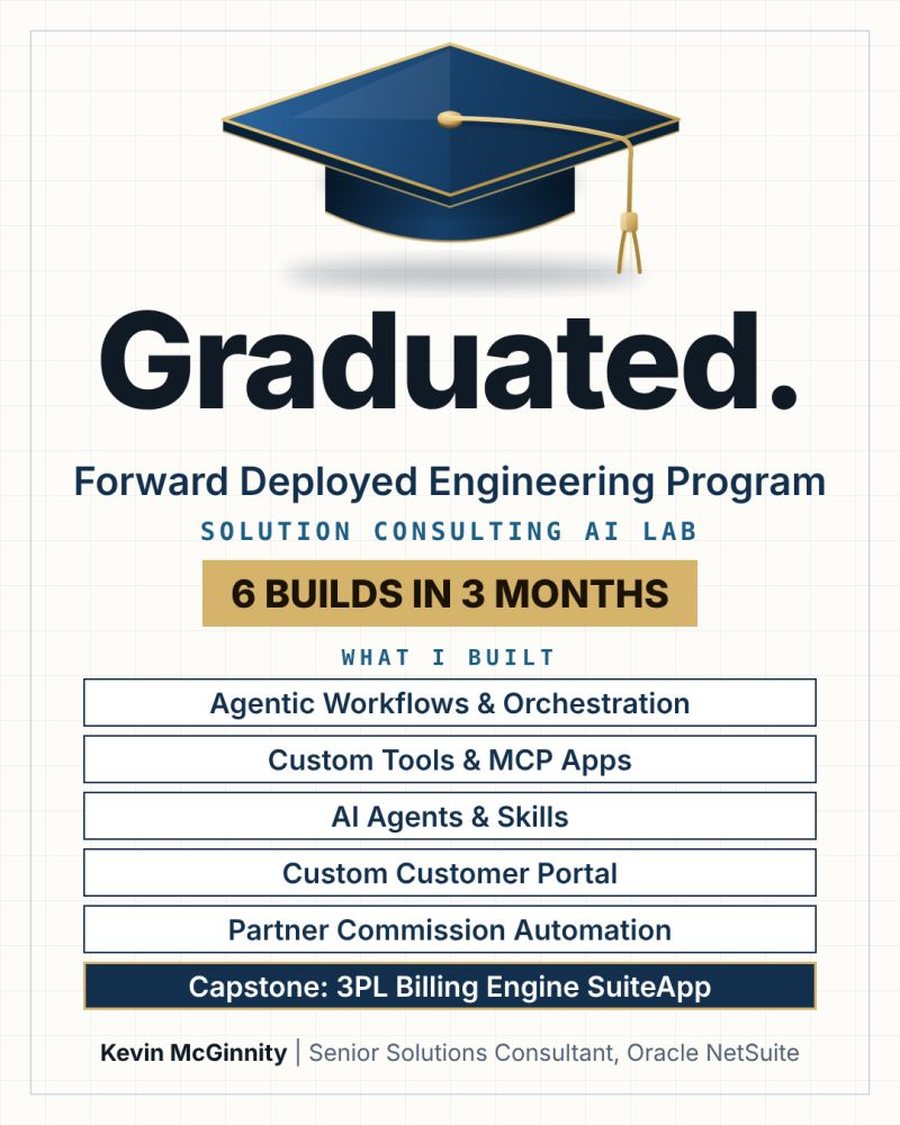 Graduated.
Forward Deployed Engineering Program
SOLUTION CONSULTING AI LAB
6 BUILDS IN 3 MONTHS
WHAT I BUILT
Agentic Workflows & Orchestration
Custom Tools & MCP Apps
AI Agents & Skills
Custom Customer Portal
Partner Commission Automation
Capstone: 3PL Billing Engine SuiteApp
Kevin McGinnity | Senior Solutions Consultant, Oracle NetSuite